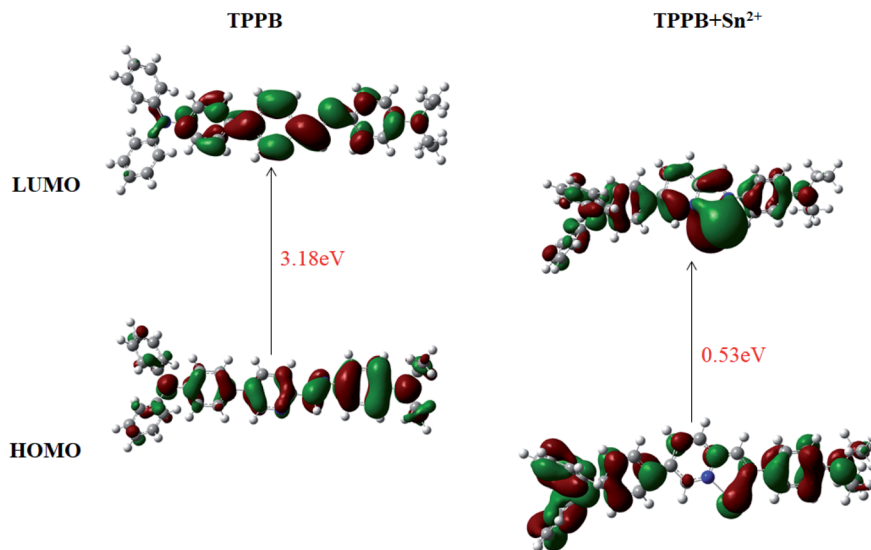 TPPB
TPPB+Sn²⁺
LUMO
3.18eV
0.53eV
HOMO